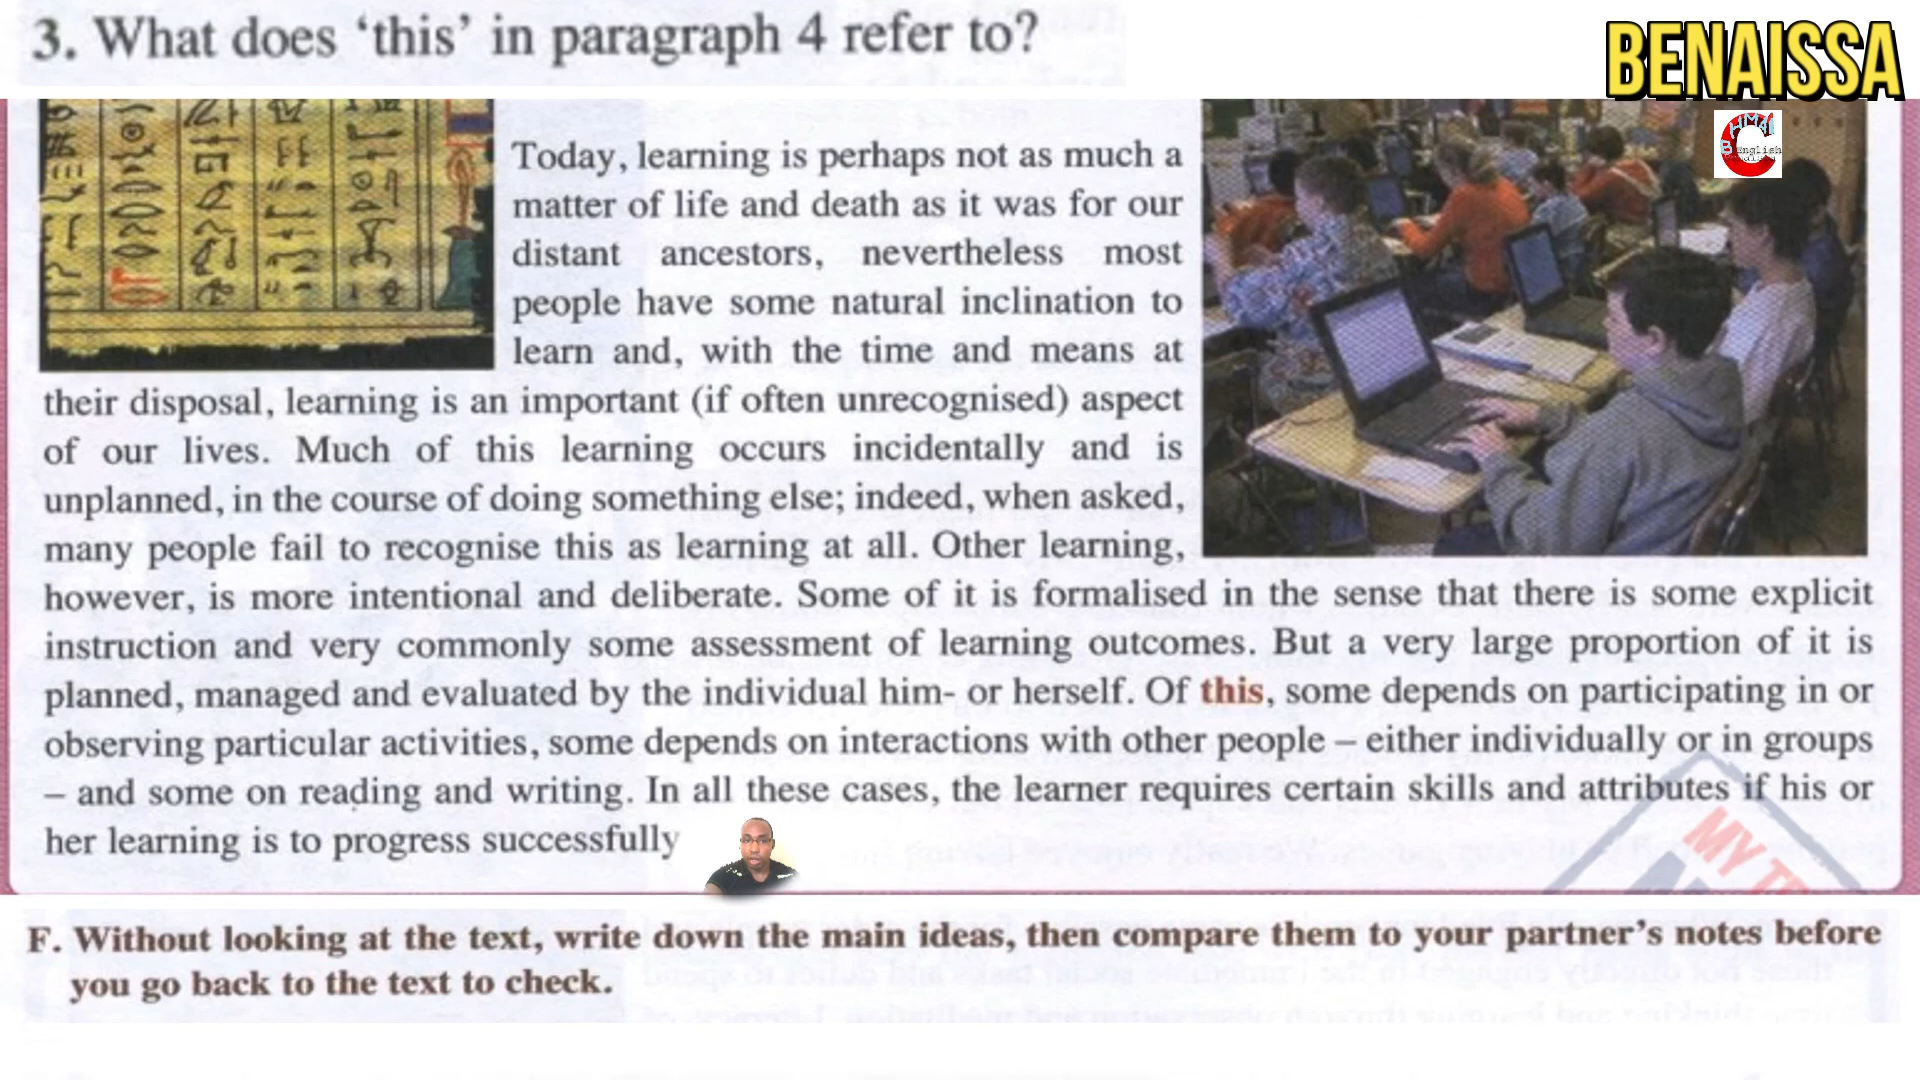 3. What does ‘this’ in paragraph 4 refer to?
BENAISSA
English
Today, learning is perhaps not as much a
matter of life and death as it was for our
distant ancestors, nevertheless most
people have some natural inclination to
learn and, with the time and means at
their disposal, learning is an important (if often unrecognised) aspect
of our lives. Much of this learning occurs incidentally and is
unplanned, in the course of doing something else; indeed, when asked,
many people fail to recognise this as learning at all. Other learning,
however, is more intentional and deliberate. Some of it is formalised in the sense that there is some explicit
instruction and very commonly some assessment of learning outcomes. But a very large proportion of it is
planned, managed and evaluated by the individual him- or herself. Of this, some depends on participating in or
observing particular activities, some depends on interactions with other people – either individually or in groups
– and some on reading and writing. In all these cases, the learner requires certain skills and attributes if his or
her learning is to progress successfully
MY
F. Without looking at the text, write down the main ideas, then compare them to your partner’s notes before
you go back to the text to check.